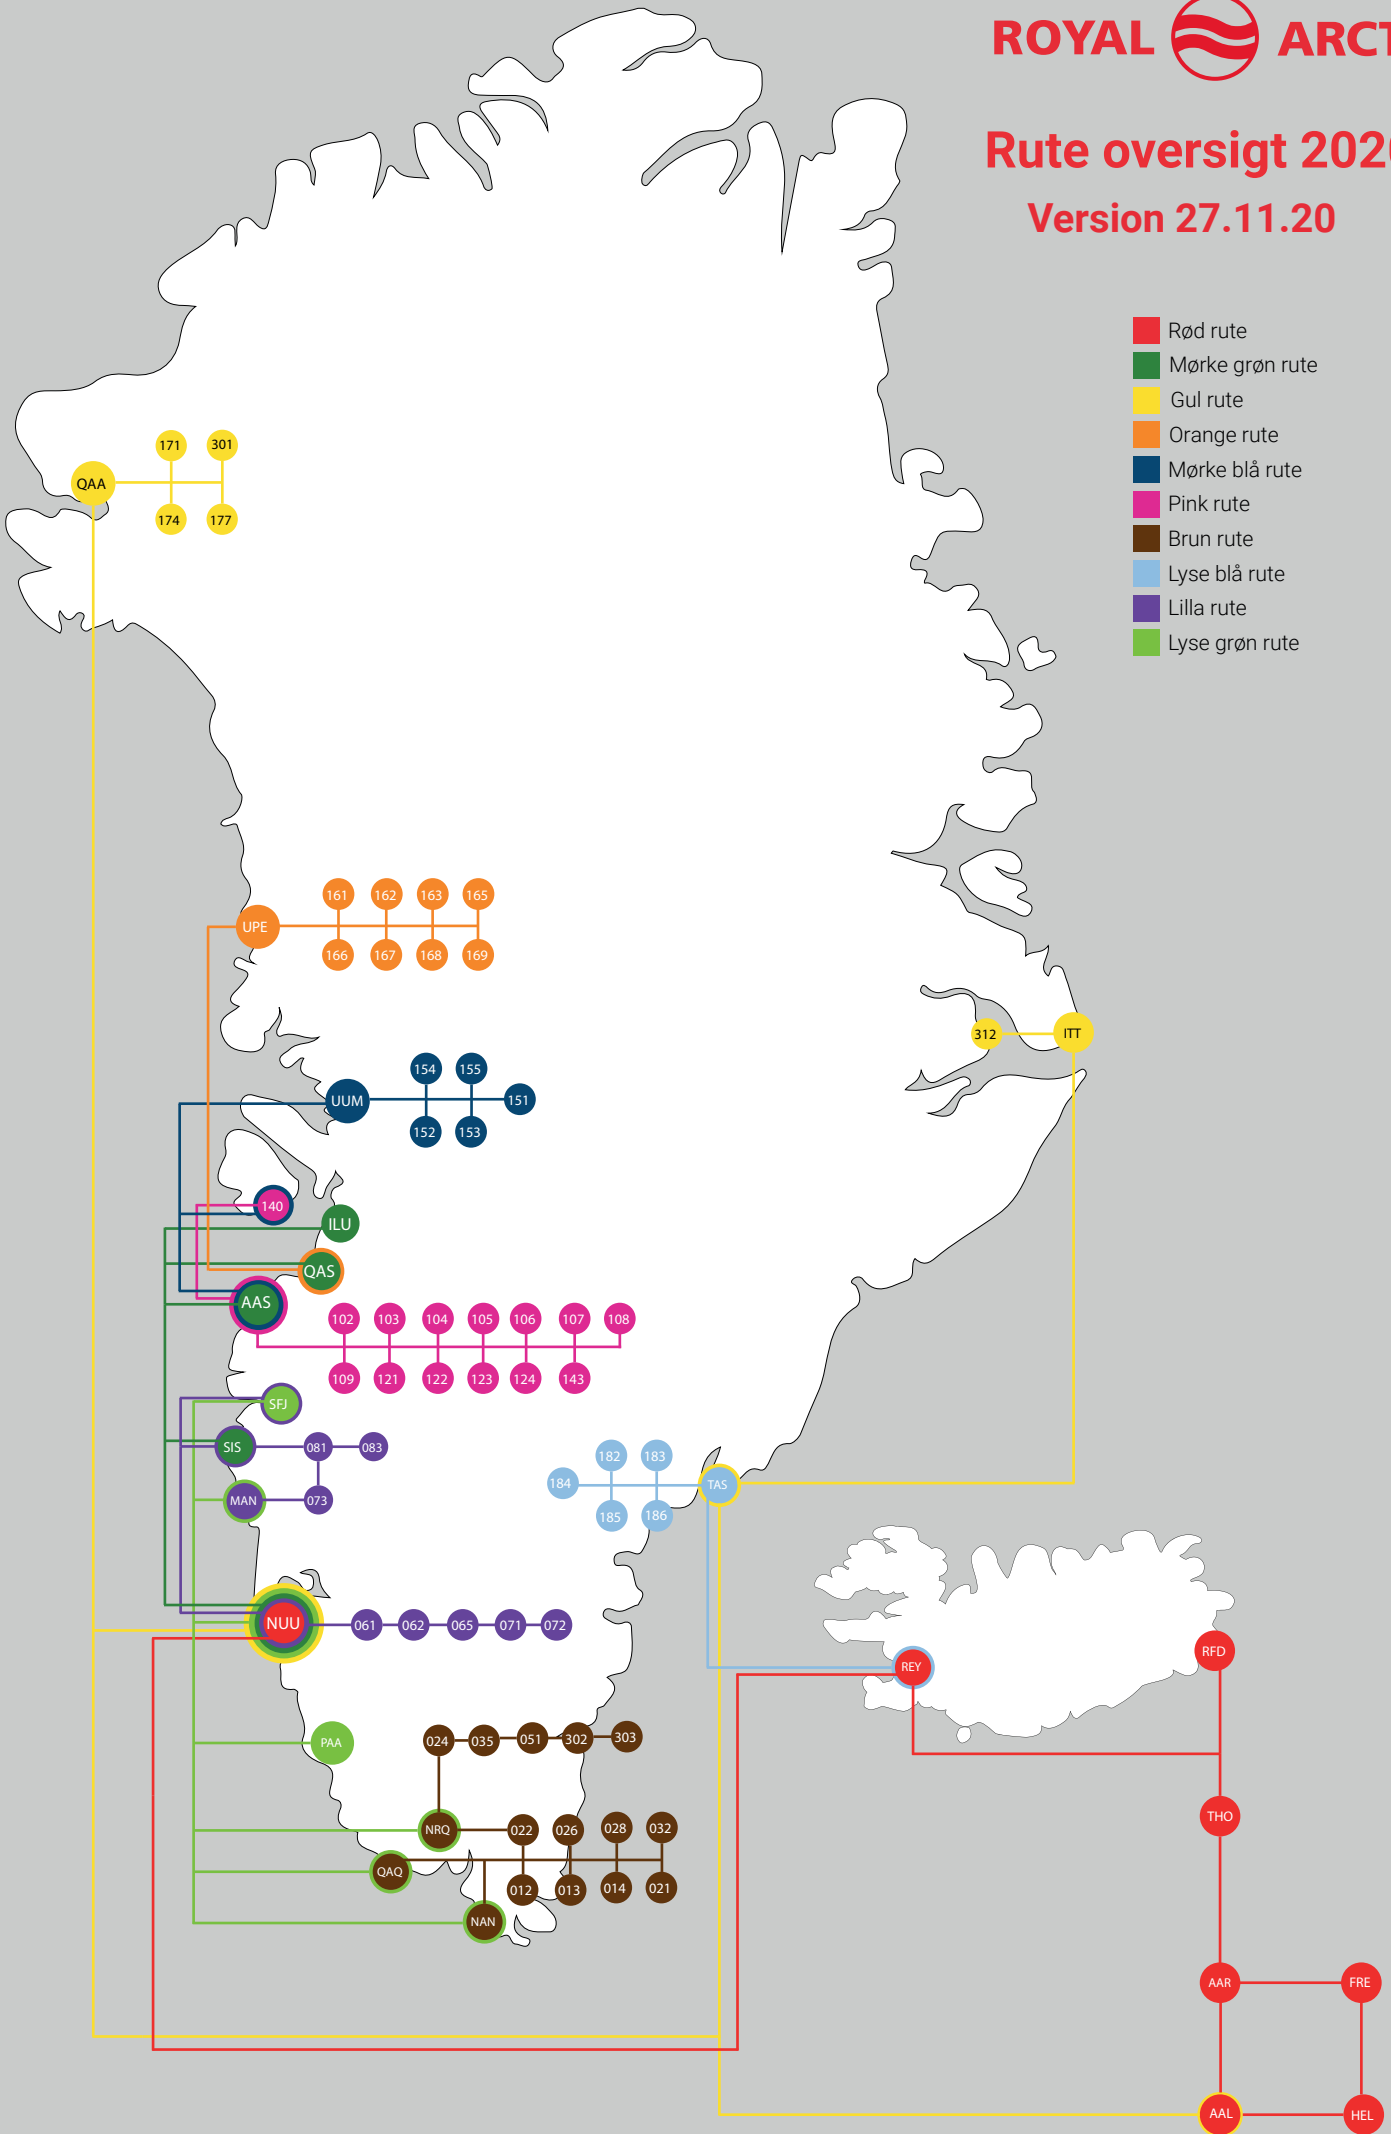 ROYAL ARCT
Rute oversigt 2020
Version 27.11.20
Rød rute
Mørke grøn rute
Gul rute
Orange rute
Mørke blå rute
Pink rute
Brun rute
Lyse blå rute
Lilla rute
Lyse grøn rute
171 301
QAA
174 177
161 162 163 165
UPE
166 167 168 169
312 ITT
154 155
UUM 151
152 153
140
ILU
QAS
AAS
102 103 104 105 106 107 108
109 121 122 123 124 143
SFJ
SIS 081 083
182 183
184 TAS
MAN 073
185 186
NUU 061 062 065 071 072
RFD
REY
PAA 024 035 051 302 303
THO
NRQ 022 026 028 032
QAQ
012 013 014 021
NAN
AAR FRE
AAL HEL